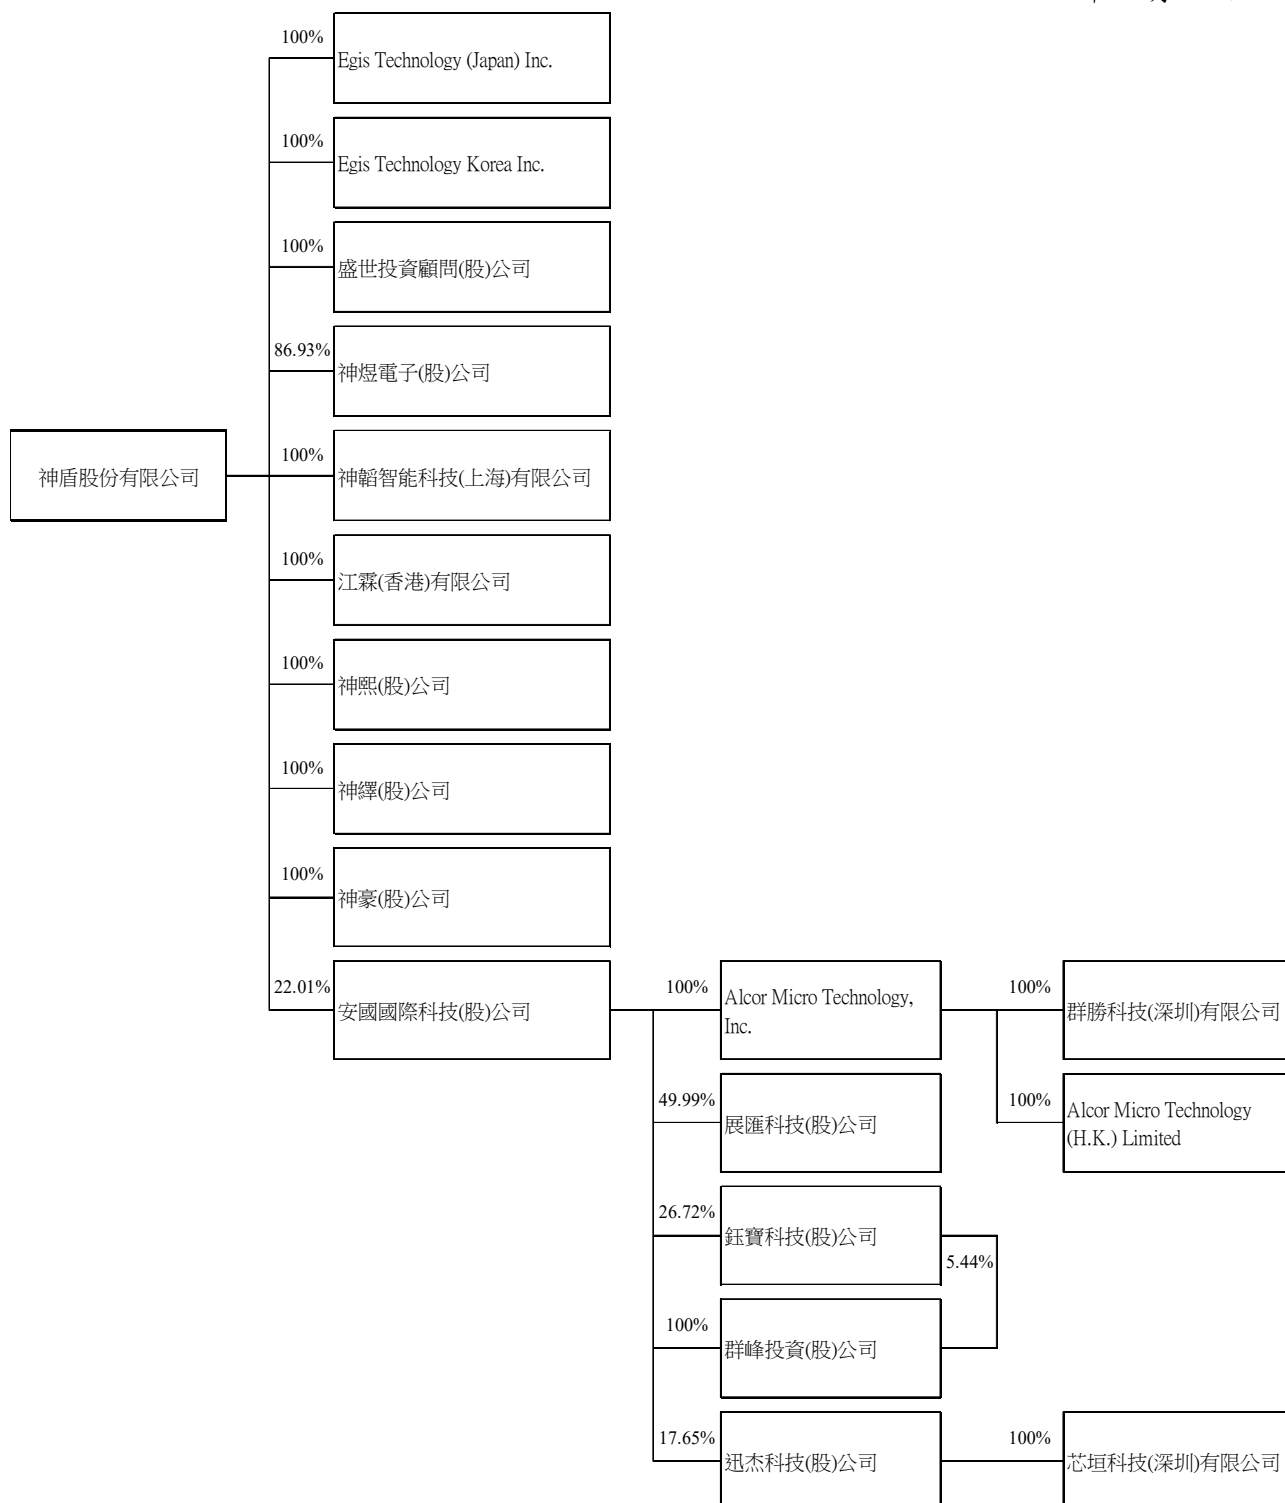 100%
Egis Technology (Japan) Inc.
100%
Egis Technology Korea Inc.
100%
盛世投資顧問(股)公司
86.93%
神煜電子(股)公司
神盾股份有限公司
100%
神韜智能科技(上海)有限公司
100%
江霖(香港)有限公司
100%
神熙(股)公司
100%
神繹(股)公司
100%
神豪(股)公司
22.01%
安國國際科技(股)公司
100%
Alcor Micro Technology,
Inc.
100%
群勝科技(深圳)有限公司
49.99%
展匯科技(股)公司
100%
Alcor Micro Technology
(H.K.) Limited
26.72%
鈺寶科技(股)公司
5.44%
100%
群峰投資(股)公司
17.65%
迅杰科技(股)公司
100%
芯垣科技(深圳)有限公司